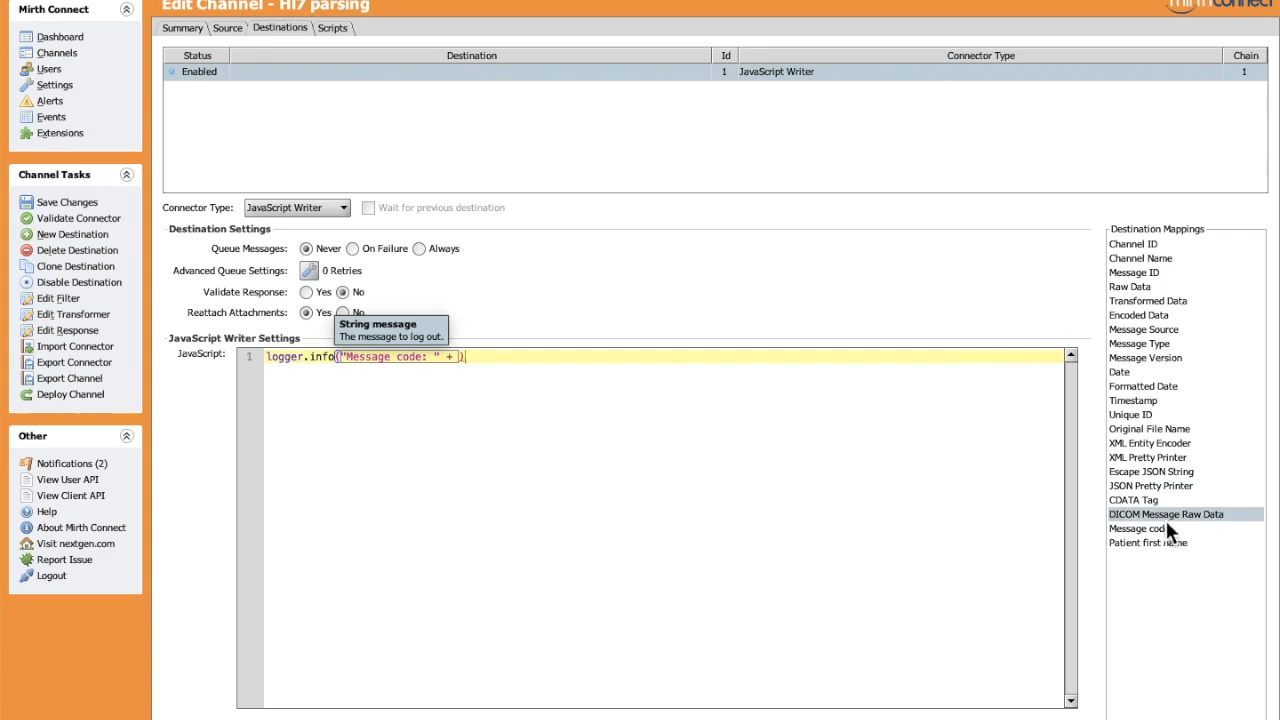 Mirth Connect
Dashboard
Channels
Users
Settings
Alerts
Events
Extensions
Channel Tasks
Save Changes
Validate Connector
New Destination
Delete Destination
Clone Destination
Disable Destination
Edit Filter
Edit Transformer
Edit Response
Import Connector
Export Connector
Export Channel
Deploy Channel
Other
Notifications (2)
View User API
View Client API
Help
About Mirth Connect
Visit nextgen.com
Report Issue
Logout
Edit Channel - Hl7 parsing
mirth connect
Summary Source Destinations Scripts
Status Destination Id Connector Type Chain
Enabled 1 JavaScript Writer 1
Connector Type: JavaScript Writer Wait for previous destination
Destination Settings
Queue Messages: Never On Failure Always
Advanced Queue Settings: 0 Retries
Validate Response: Yes No
Reattach Attachments: Yes No
String message
The message to log out.
JavaScript Writer Settings
JavaScript: 1 logger.info("Message code: " + )
Destination Mappings
Channel ID
Channel Name
Message ID
Raw Data
Transformed Data
Encoded Data
Message Source
Message Type
Message Version
Date
Formatted Date
Timestamp
Unique ID
Original File Name
XML Entity Encoder
XML Pretty Printer
Escape JSON String
JSON Pretty Printer
CDATA Tag
DICOM Message Raw Data
Message code
Patient first name